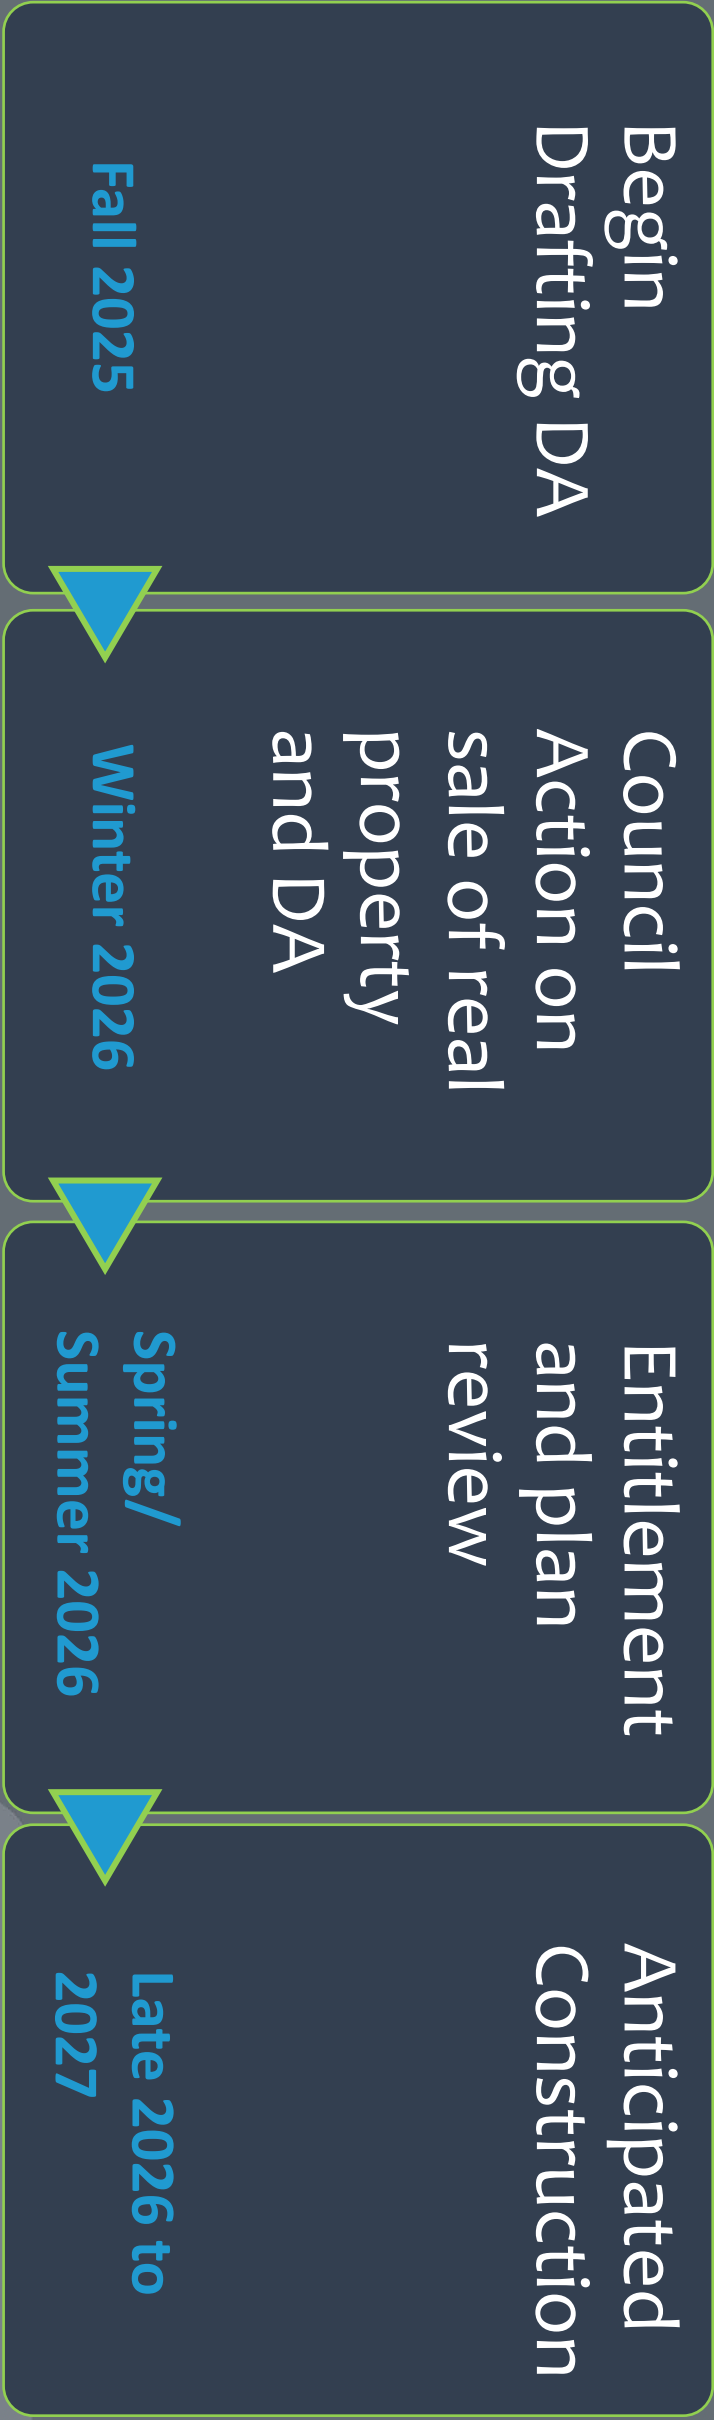 Begin
Drafting DA
Fall 2025
Council
Action on
sale of real
property
and DA
Winter 2026
Entitlement
and plan
review
Spring/
Summer 2026
Anticipated
Construction
Late 2026 to
2027